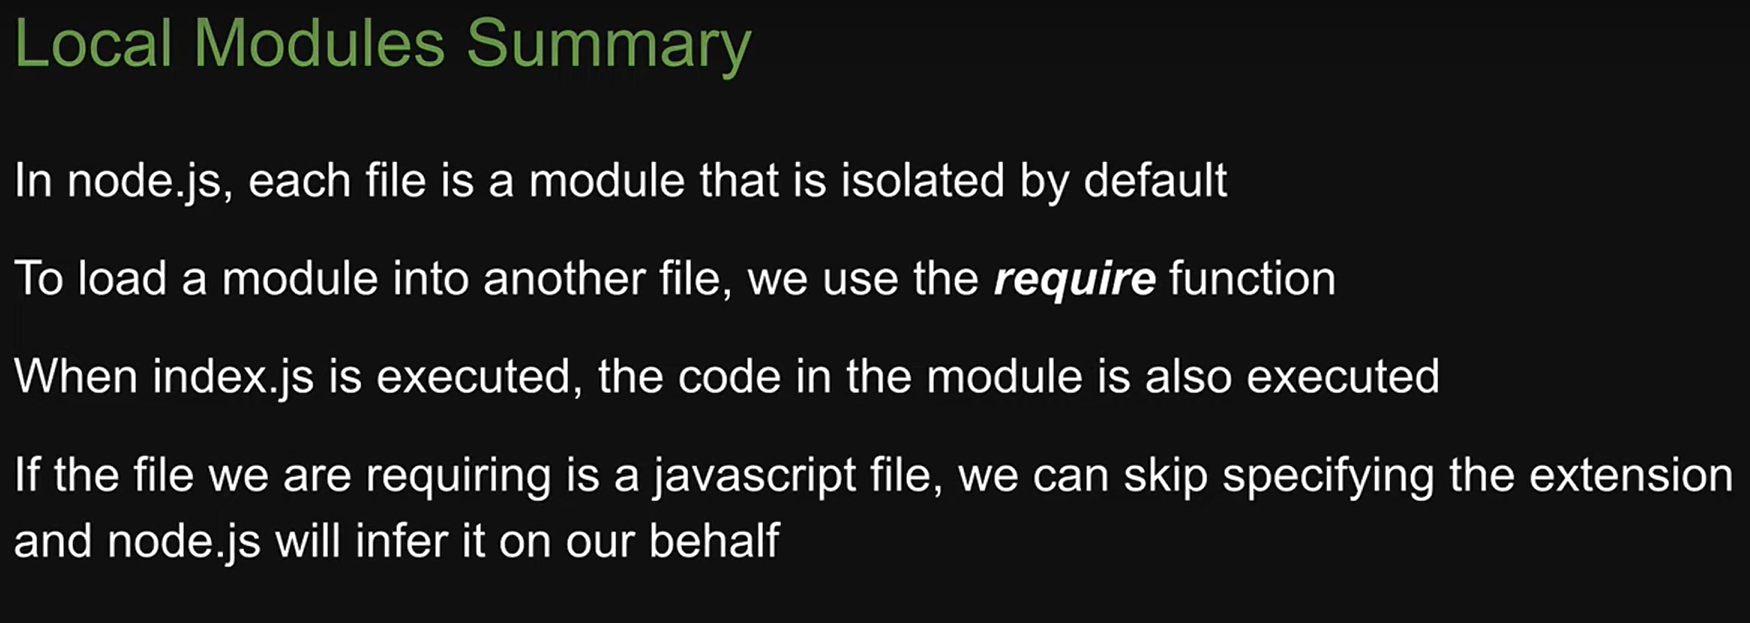 Local Modules Summary
In node.js, each file is a module that is isolated by default
To load a module into another file, we use the require function
When index.js is executed, the code in the module is also executed
If the file we are requiring is a javascript file, we can skip specifying the extension
and node.js will infer it on our behalf